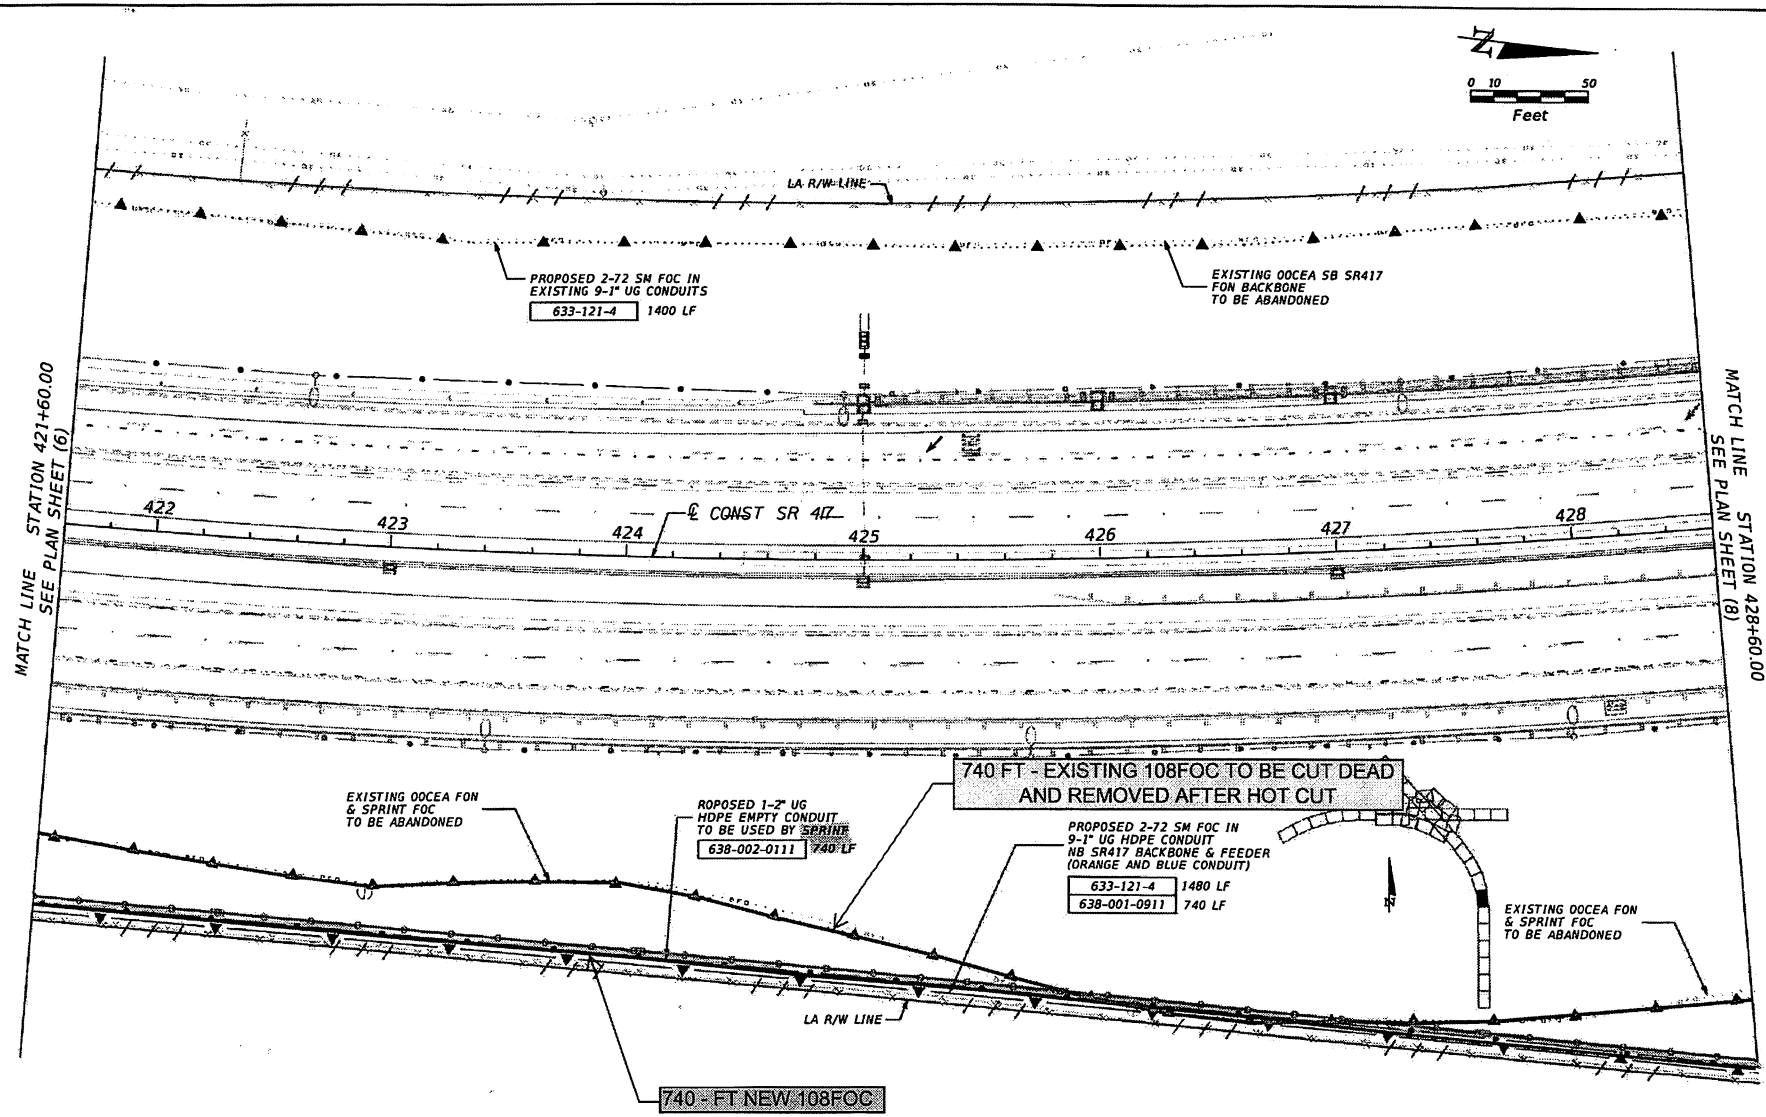 N
0 10 50
Feet
LA R/W LINE
PROPOSED 2-72 SM FOC IN
EXISTING 9-1" UG CONDUITS
633-121-4 1400 LF
EXISTING OOCEA SB SR417
FON BACKBONE
TO BE ABANDONED
MATCH LINE STATION 421+60.00
SEE PLAN SHEET (6)
MATCH LINE STATION 428+60.00
SEE PLAN SHEET (8)
℄ CONST SR 417
422 423 424 425 426 427 428
740 FT - EXISTING 108FOC TO BE CUT DEAD
AND REMOVED AFTER HOT CUT
EXISTING OOCEA FON
& SPRINT FOC
TO BE ABANDONED
ROPOSED 1-2" UG
HDPE EMPTY CONDUIT
TO BE USED BY SPRINT
638-002-0111 740 LF
PROPOSED 2-72 SM FOC IN
9-1" UG HDPE CONDUIT
NB SR417 BACKBONE & FEEDER
(ORANGE AND BLUE CONDUIT)
633-121-4 1480 LF
638-001-0911 740 LF
N
EXISTING OOCEA FON
& SPRINT FOC
TO BE ABANDONED
LA R/W LINE
740 - FT NEW 108FOC